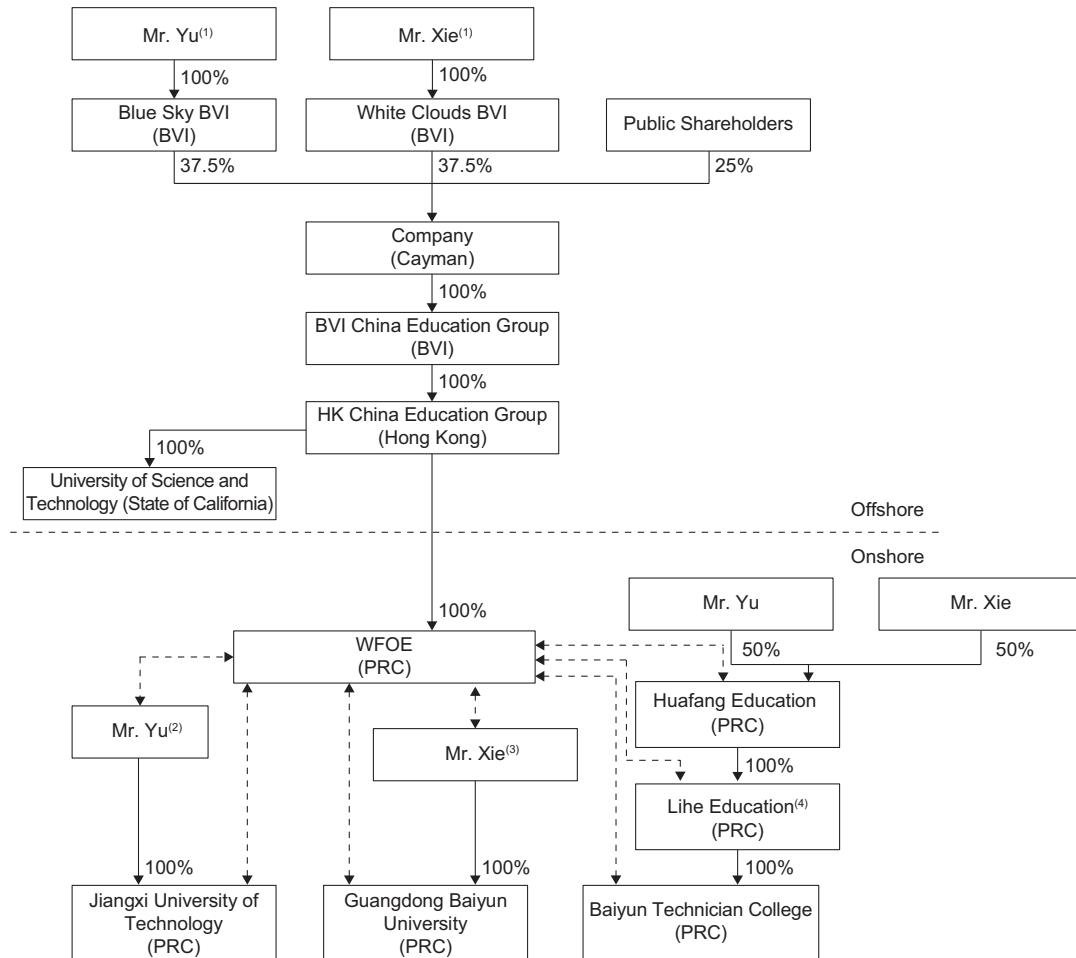 Mr. Yu(1)
Mr. Xie(1)
100%
100%
Blue Sky BVI
(BVI)
White Clouds BVI
(BVI)
Public Shareholders
37.5%
37.5%
25%
Company
(Cayman)
100%
BVI China Education Group
(BVI)
100%
HK China Education Group
(Hong Kong)
100%
University of Science and
Technology (State of California)
Offshore
Onshore
100%
Mr. Yu
Mr. Xie
WFOE
(PRC)
50%
50%
Huafang Education
(PRC)
Mr. Yu(2)
Mr. Xie(3)
100%
Lihe Education(4)
(PRC)
100%
100%
100%
Jiangxi University of
Technology
(PRC)
Guangdong Baiyun
University
(PRC)
Baiyun Technician College
(PRC)